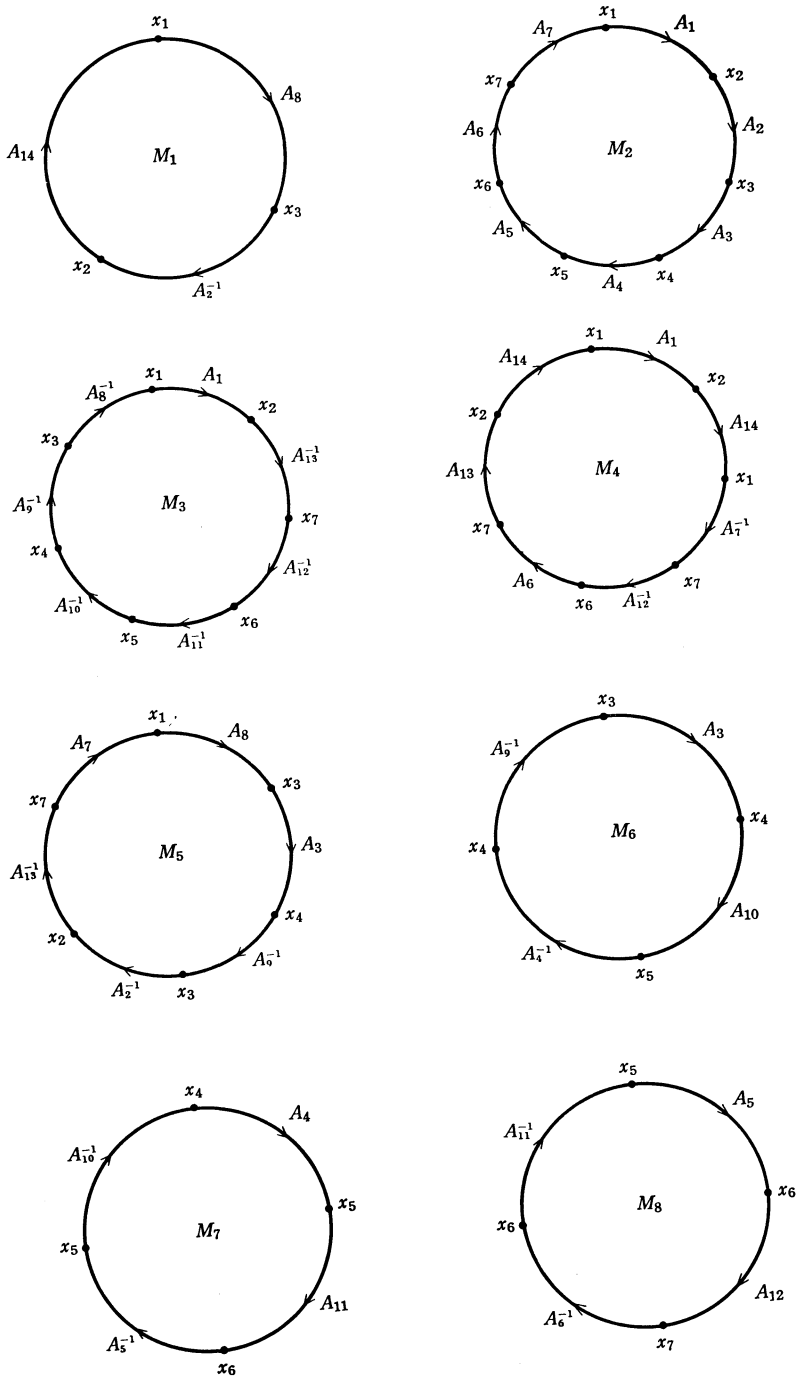 x₁
A₈
x₃
A₂⁻¹
x₂
A₁₄
M₁
x₁
A₁
x₂
A₂
x₃
A₃
x₄
A₄
x₅
A₅
x₆
A₆
x₇
A₇
M₂
x₁
A₁
x₂
A₁₃⁻¹
x₇
A₁₂⁻¹
x₆
A₁₁⁻¹
x₅
A₁₀⁻¹
x₄
A₉⁻¹
x₃
A₈⁻¹
M₃
x₁
A₁
x₂
A₁₄
x₁
A₇⁻¹
x₇
A₁₂⁻¹
x₆
A₆
x₇
A₁₃
x₂
A₁₄
M₄
x₁
A₈
x₃
A₃
x₄
A₉⁻¹
x₃
A₂⁻¹
x₂
A₁₃⁻¹
x₇
A₇
M₅
x₃
A₃
x₄
A₁₀
x₅
A₄⁻¹
x₄
A₉⁻¹
M₆
x₄
A₄
x₅
A₁₁
x₆
A₅⁻¹
x₅
A₁₀⁻¹
M₇
x₅
A₅
x₆
A₁₂
x₇
A₆⁻¹
x₆
A₁₁⁻¹
M₈